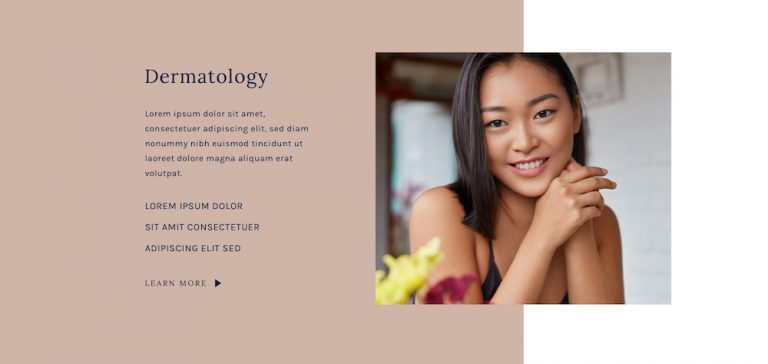 Dermatology
Lorem ipsum dolor sit amet,
consectetuer adipiscing elit, sed diam
nonummy nibh euismod tincidunt ut
laoreet dolore magna aliquam erat
volutpat.
LOREM IPSUM DOLOR
SIT AMIT CONSECTETUER
ADIPISCING ELIT SED
LEARN MORE